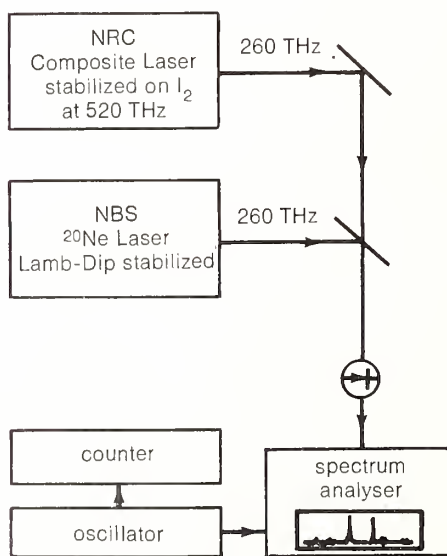 NRC
Composite Laser
stabilized on I₂
at 520 THz
260 THz
NBS
²⁰Ne Laser
Lamb-Dip stabilized
260 THz
counter
oscillator
spectrum
analyser